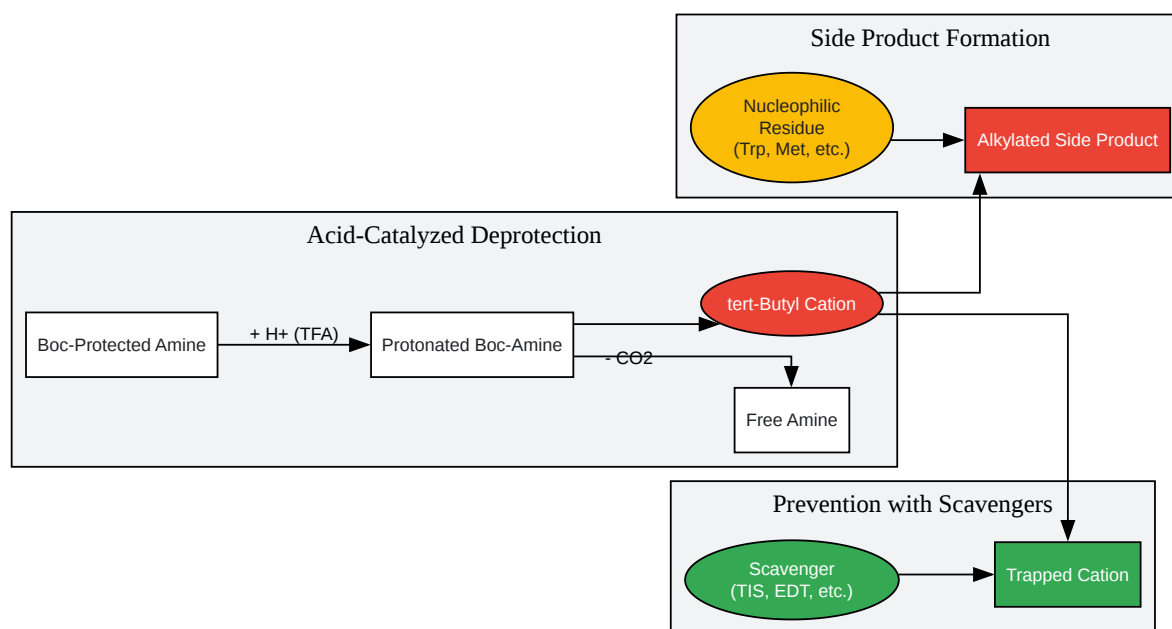 Side Product Formation
Nucleophilic
Residue
(Trp, Met, etc.)
Alkylated Side Product
Acid-Catalyzed Deprotection
Boc-Protected Amine
+ H+ (TFA)
Protonated Boc-Amine
tert-Butyl Cation
- CO2
Free Amine
Prevention with Scavengers
Scavenger
(TIS, EDT, etc.)
Trapped Cation